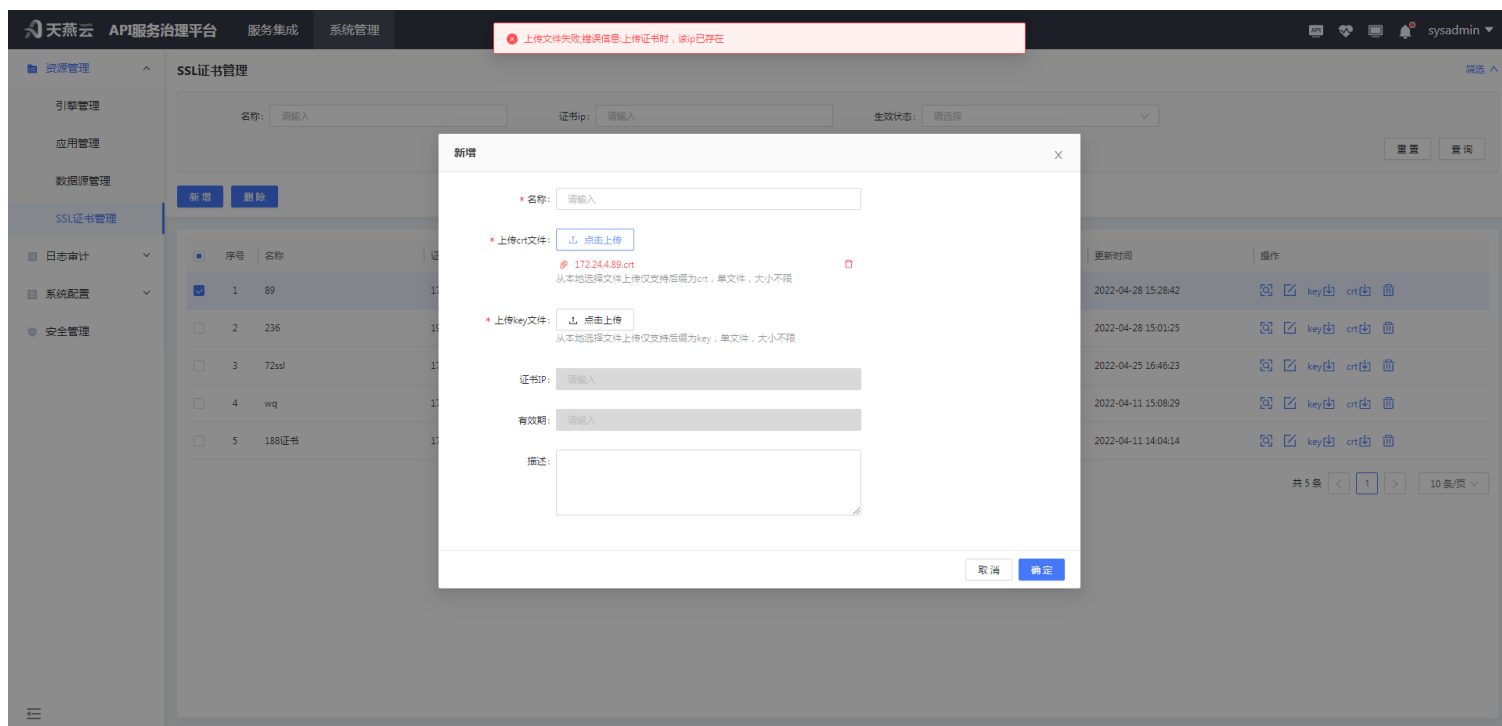 天燕云 API服务治理平台 服务集成 系统管理 sysadmin
上传文件失败,错误信息:上传证书时，该ip已存在
资源管理
引擎管理
应用管理
数据源管理
SSL证书管理
日志审计
系统配置
安全管理
SSL证书管理 筛选
名称: 请输入 证书ip: 请输入 生效状态: 请选择
重置 查询
新增 删除
序号 名称 更新时间 操作
1 89 17 2022-04-28 15:28:42 key crt
2 236 19 2022-04-28 15:01:25 key crt
3 72ssl 17 2022-04-25 16:46:23 key crt
4 wq 17 2022-04-11 15:08:29 key crt
5 188证书 17 2022-04-11 14:04:14 key crt
共 5 条 < 1 > 10 条/页
新增 X
* 名称: 请输入
* 上传crt文件: 点击上传
172.24.4.89.crt
从本地选择文件上传仅支持后缀为crt，单文件，大小不限
* 上传key文件: 点击上传
从本地选择文件上传仅支持后缀为key，单文件，大小不限
证书IP: 请输入
有效期: 请输入
描述:
取消 确定